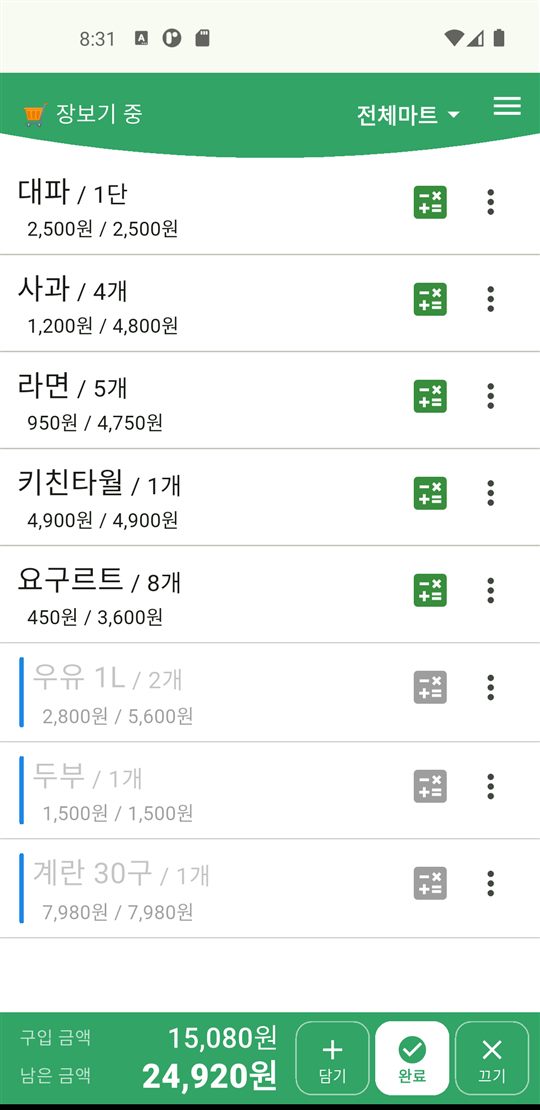 8:31
장보기 중
전체마트
대파 / 1단
2,500원 / 2,500원
사과 / 4개
1,200원 / 4,800원
라면 / 5개
950원 / 4,750원
키친타월 / 1개
4,900원 / 4,900원
요구르트 / 8개
450원 / 3,600원
우유 1L / 2개
2,800원 / 5,600원
두부 / 1개
1,500원 / 1,500원
계란 30구 / 1개
7,980원 / 7,980원
구입 금액 15,080원
남은 금액 24,920원
담기
완료
끄기